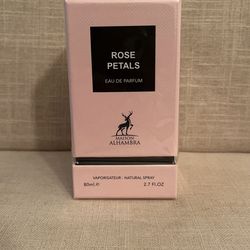 ROSE
PETALS
EAU DE PARFUM
MAISON
ALHAMBRA
VAPORISATEUR . NATURAL SPRAY
80ml.℮ 2.7 FL.OZ